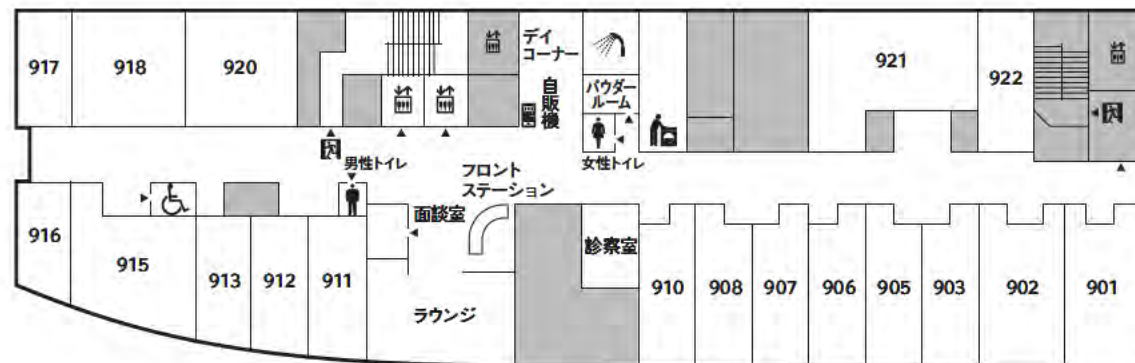 917
918
920
デイ
コーナー
自販機
パウダー
ルーム
921
922
男性トイレ
女性トイレ
フロント
ステーション
面談室
診察室
916
915
913
912
911
ラウンジ
910
908
907
906
905
903
902
901